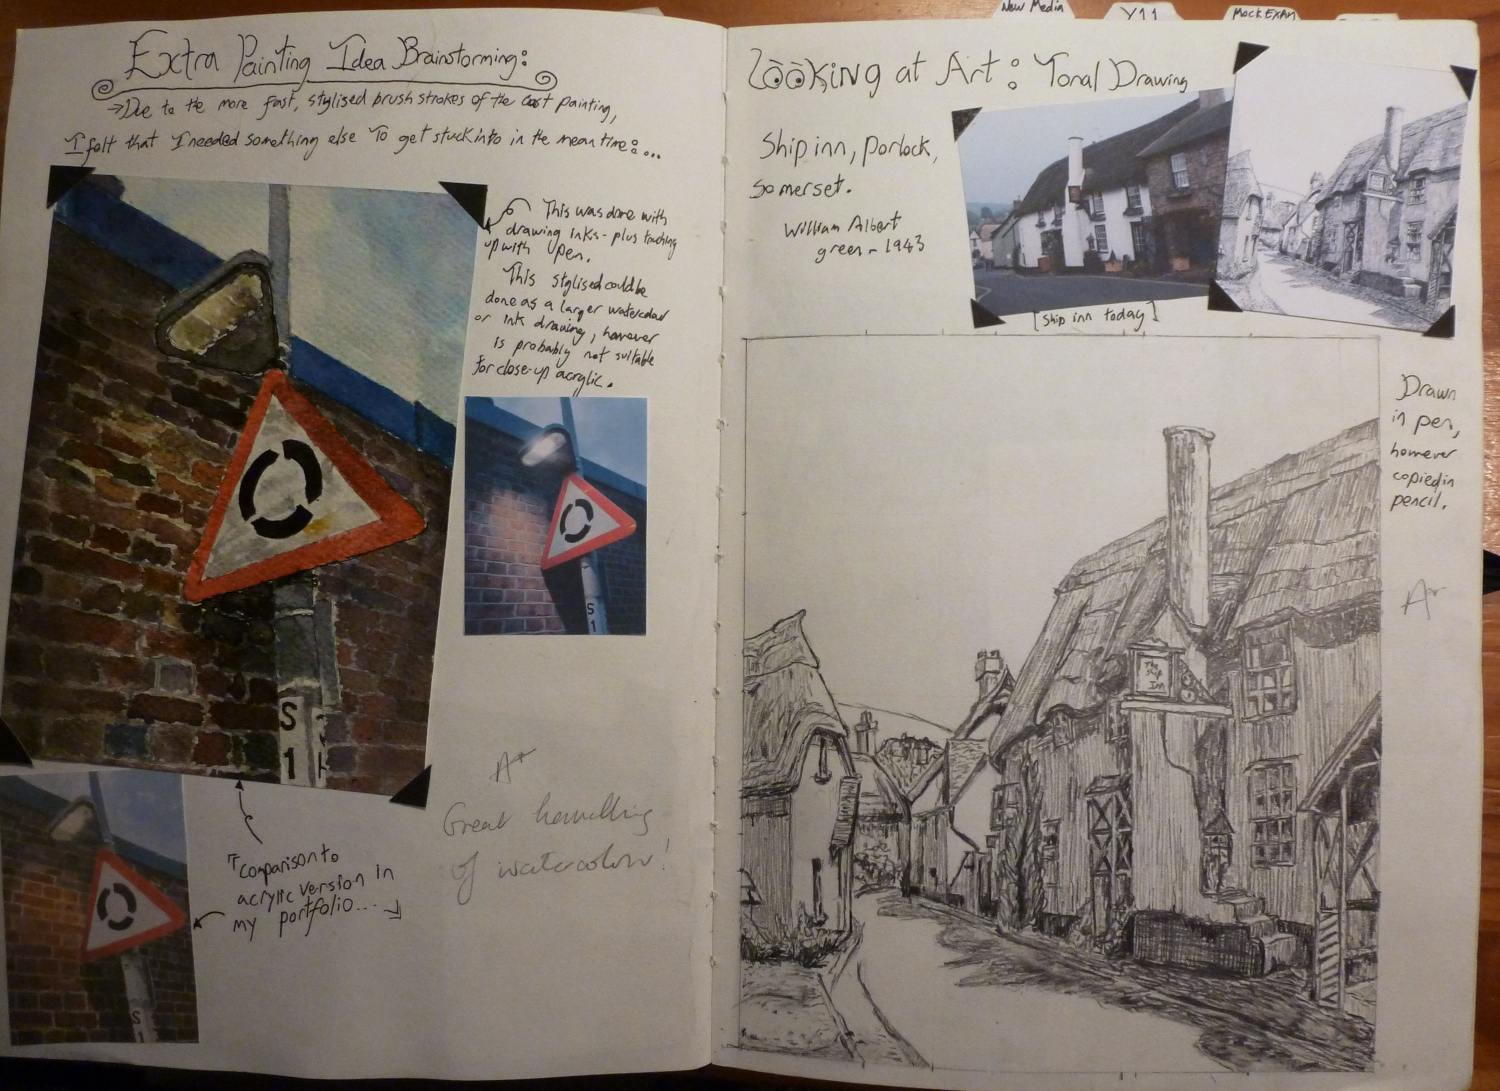 New Media
Y11
Mock Exam
Extra Painting Idea Brainstorming:
→Due to the more fast, stylised brush strokes of the last painting,
I felt that I needed something else to get stuck into in the mean time:...
This was done with
drawing inks - plus touching
up with pen.
This stylised could be
done as a larger watercolour
or ink drawing, however
is probably not suitable
for close-up acrylic.
S
1
S
1
A*
Great handling
of watercolour!
Comparison to
acrylic version in
my portfolio...
S
1
Looking at Art: Tonal Drawing
Ship inn, Porlock,
Somerset.
William Albert
green - 1943
[Ship inn today]
Drawn
in pen,
however
copied in
pencil.
A*
The
Ship
Inn